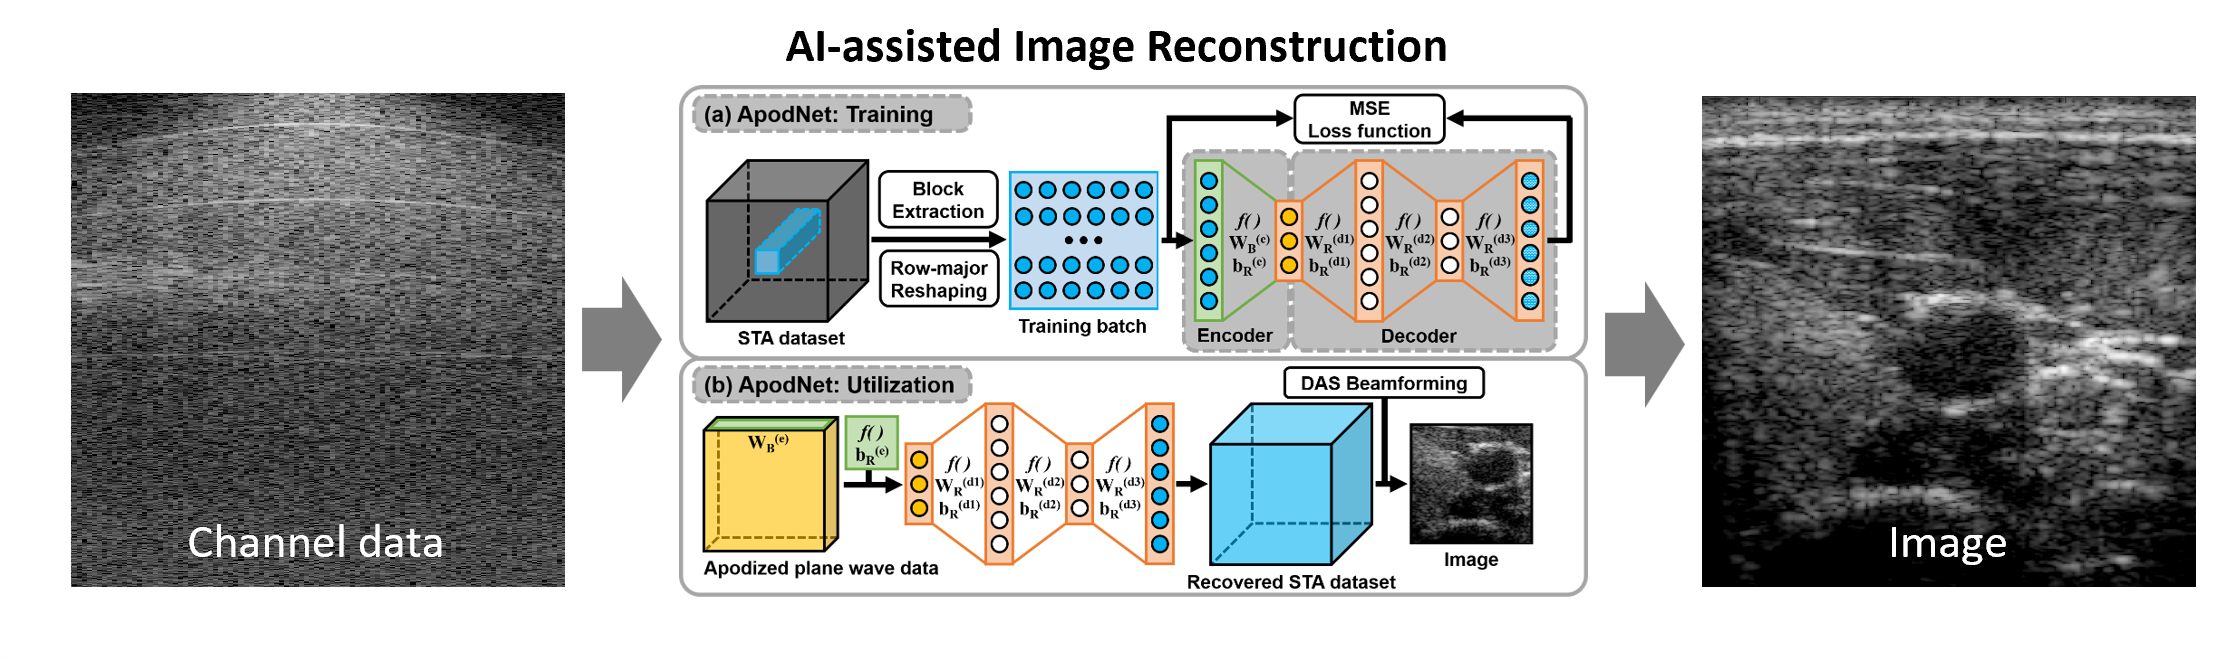 AI-assisted Image Reconstruction
Channel data
(a) ApodNet: Training
STA dataset
Block
Extraction
Row-major
Reshaping
Training batch
MSE
Loss function
f( )
W_B^(e)
b_R^(e)
f( )
W_R^(d1)
b_R^(d1)
f( )
W_R^(d2)
b_R^(d2)
f( )
W_R^(d3)
b_R^(d3)
Encoder
Decoder
(b) ApodNet: Utilization
W_B^(e)
Apodized plane wave data
f( )
b_R^(e)
f( )
W_R^(d1)
b_R^(d1)
f( )
W_R^(d2)
b_R^(d2)
f( )
W_R^(d3)
b_R^(d3)
Recovered STA dataset
DAS Beamforming
Image
Image